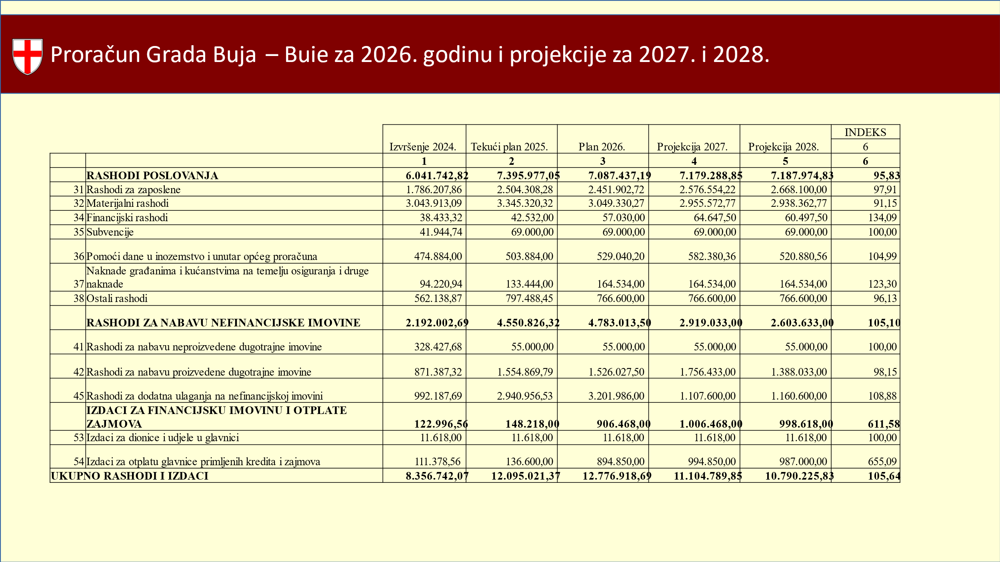 Proračun Grada Buja – Buie za 2026. godinu i projekcije za 2027. i 2028.
INDEKS
Izvršenje 2024. Tekući plan 2025. Plan 2026. Projekcija 2027. Projekcija 2028. 6
1 2 3 4 5 6
RASHODI POSLOVANJA 6.041.742,82 7.395.977,05 7.087.437,19 7.179.288,85 7.187.974,83 95,83
31 Rashodi za zaposlene 1.786.207,86 2.504.308,28 2.451.902,72 2.576.554,22 2.668.100,00 97,91
32 Materijalni rashodi 3.043.913,09 3.345.320,32 3.049.330,27 2.955.572,77 2.938.362,77 91,15
34 Financijski rashodi 38.433,32 42.532,00 57.030,00 64.647,50 60.497,50 134,09
35 Subvencije 41.944,74 69.000,00 69.000,00 69.000,00 69.000,00 100,00
36 Pomoći dane u inozemstvo i unutar općeg proračuna 474.884,00 503.884,00 529.040,20 582.380,36 520.880,56 104,99
Naknade građanima i kućanstvima na temelju osiguranja i druge
37 naknade 94.220,94 133.444,00 164.534,00 164.534,00 164.534,00 123,30
38 Ostali rashodi 562.138,87 797.488,45 766.600,00 766.600,00 766.600,00 96,13
RASHODI ZA NABAVU NEFINANCIJSKE IMOVINE 2.192.002,69 4.550.826,32 4.783.013,50 2.919.033,00 2.603.633,00 105,10
41 Rashodi za nabavu neproizvedene dugotrajne imovine 328.427,68 55.000,00 55.000,00 55.000,00 55.000,00 100,00
42 Rashodi za nabavu proizvedene dugotrajne imovine 871.387,32 1.554.869,79 1.526.027,50 1.756.433,00 1.388.033,00 98,15
45 Rashodi za dodatna ulaganja na nefinancijskoj imovini 992.187,69 2.940.956,53 3.201.986,00 1.107.600,00 1.160.600,00 108,88
IZDACI ZA FINANCIJSKU IMOVINU I OTPLATE
ZAJMOVA 122.996,56 148.218,00 906.468,00 1.006.468,00 998.618,00 611,58
53 Izdaci za dionice i udjele u glavnici 11.618,00 11.618,00 11.618,00 11.618,00 11.618,00 100,00
54 Izdaci za otplatu glavnice primljenih kredita i zajmova 111.378,56 136.600,00 894.850,00 994.850,00 987.000,00 655,09
UKUPNO RASHODI I IZDACI 8.356.742,07 12.095.021,37 12.776.918,69 11.104.789,85 10.790.225,83 105,64